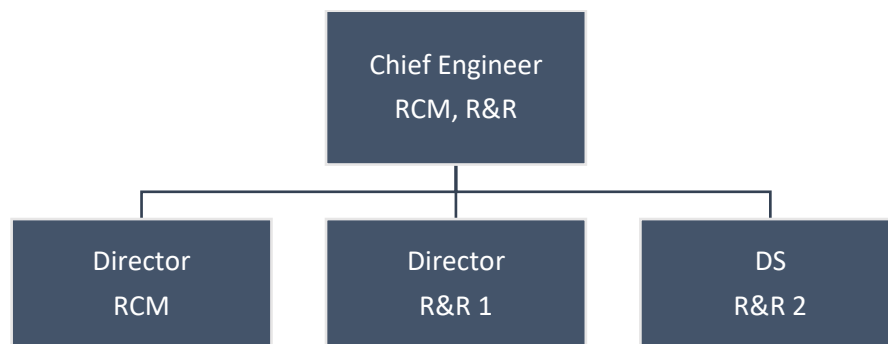 Chief Engineer
RCM, R&R
Director
RCM
Director
R&R 1
DS
R&R 2